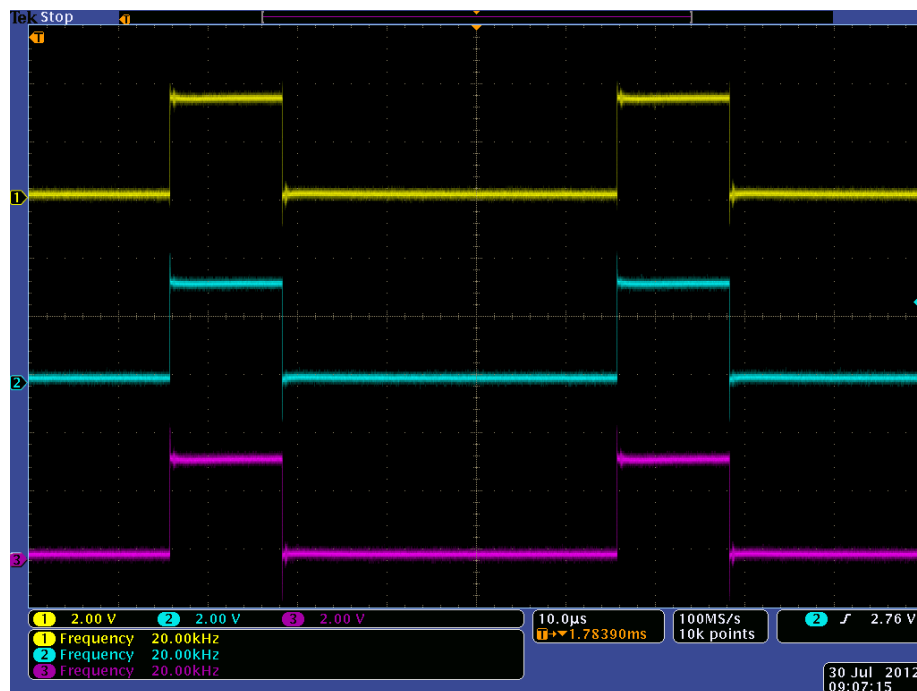 Tek Stop T
T
1
2
3
1 2.00 V 2 2.00 V 3 2.00 V 10.0µs 100MS/s 2 2.76 V
T→▼1.78390ms 10k points
1 Frequency 20.00kHz
2 Frequency 20.00kHz
3 Frequency 20.00kHz
30 Jul 2012
09:07:15